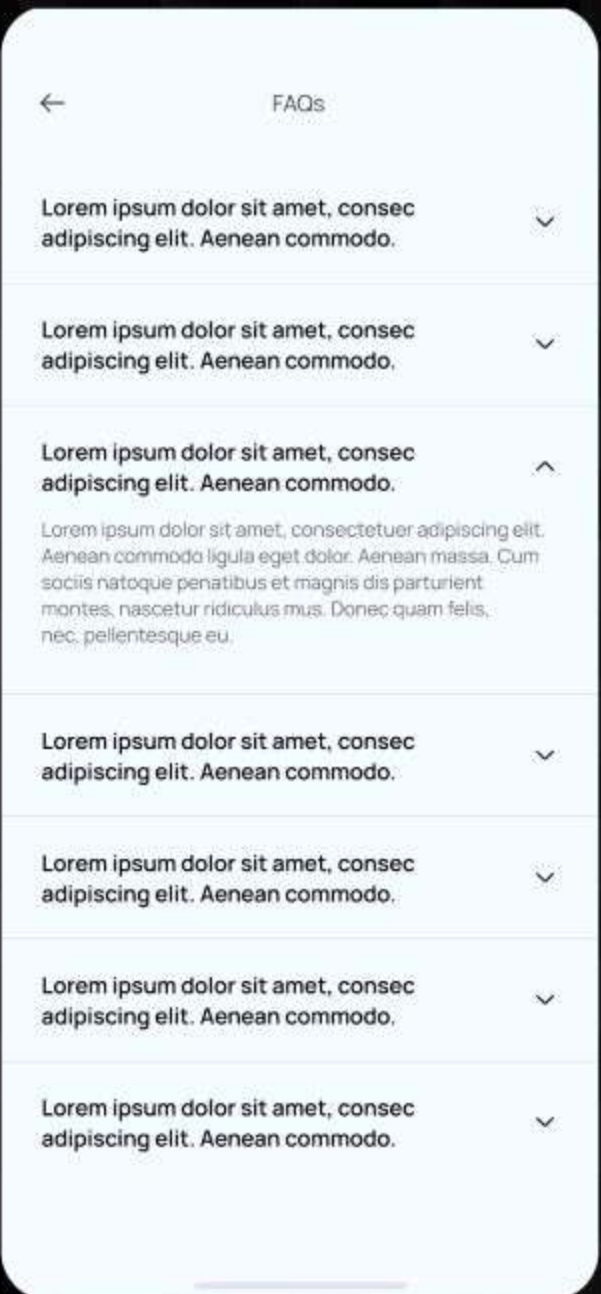 FAQs
Lorem ipsum dolor sit amet, consec
adipiscing elit. Aenean commodo.
Lorem ipsum dolor sit amet, consec
adipiscing elit. Aenean commodo.
Lorem ipsum dolor sit amet, consec
adipiscing elit. Aenean commodo.
Lorem ipsum dolor sit amet, consectetuer adipiscing elit.
Aenean commodo ligula eget dolor. Aenean massa. Cum
sociis natoque penatibus et magnis dis parturient
montes, nascetur ridiculus mus. Donec quam felis,
nec, pellentesque eu.
Lorem ipsum dolor sit amet, consec
adipiscing elit. Aenean commodo.
Lorem ipsum dolor sit amet, consec
adipiscing elit. Aenean commodo.
Lorem ipsum dolor sit amet, consec
adipiscing elit. Aenean commodo.
Lorem ipsum dolor sit amet, consec
adipiscing elit. Aenean commodo.